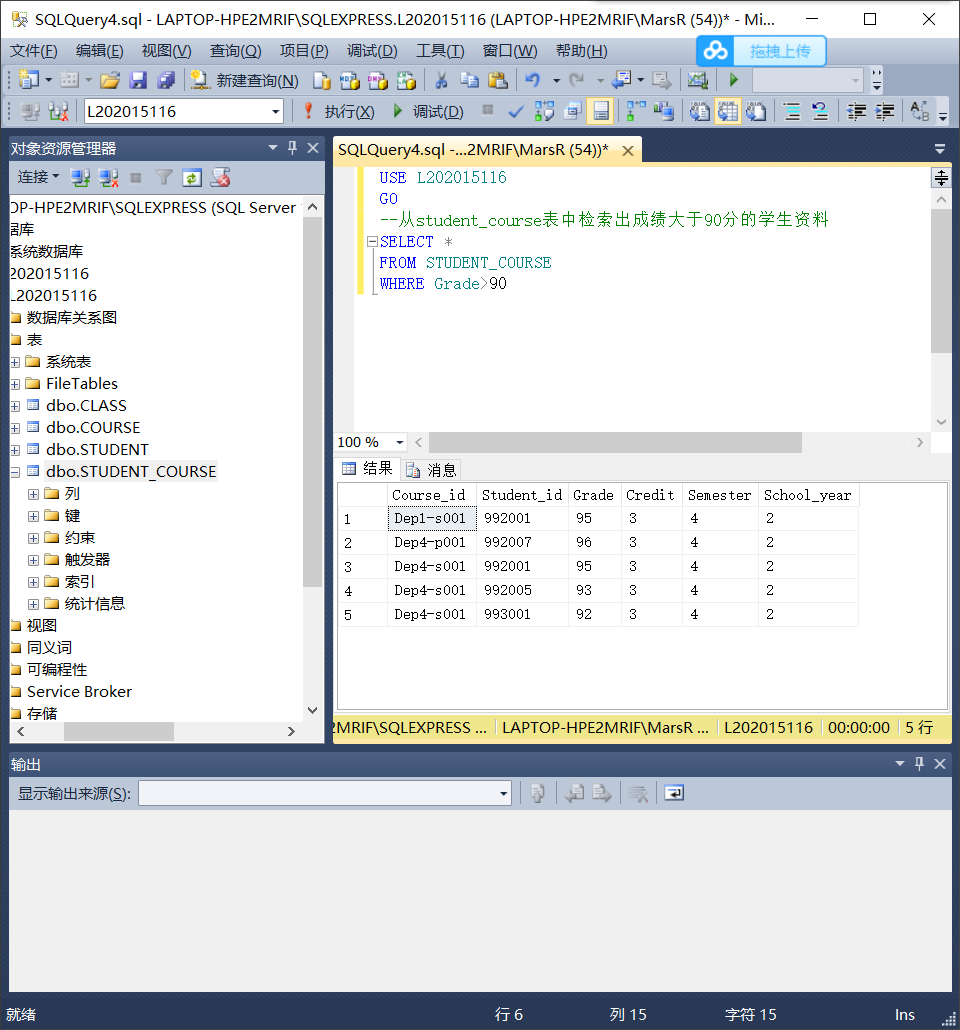 SQLQuery4.sql - LAPTOP-HPE2MRIF\SQLEXPRESS.L202015116 (LAPTOP-HPE2MRIF\MarsR (54))* - Mi...
文件(F) 编辑(E) 视图(V) 查询(Q) 项目(P) 调试(D) 工具(T) 窗口(W) 帮助(H)
拖拽上传
新建查询(N)
L202015116 执行(X) 调试(D)
对象资源管理器
连接
OP-HPE2MRIF\SQLEXPRESS (SQL Server
据库
系统数据库
202015116
L202015116
数据库关系图
表
系统表
FileTables
dbo.CLASS
dbo.COURSE
dbo.STUDENT
dbo.STUDENT_COURSE
列
键
约束
触发器
索引
统计信息
视图
同义词
可编程性
Service Broker
存储
SQLQuery4.sql -...2MRIF\MarsR (54))*
USE L202015116
GO
--从student_course表中检索出成绩大于90分的学生资料
SELECT *
FROM STUDENT_COURSE
WHERE Grade>90
100 %
结果 消息
Course_id Student_id Grade Credit Semester School_year
1 Dep1-s001 992001 95 3 4 2
2 Dep4-p001 992007 96 3 4 2
3 Dep4-s001 992001 95 3 4 2
4 Dep4-s001 992005 93 3 4 2
5 Dep4-s001 993001 92 3 4 2
2MRIF\SQLEXPRESS ... LAPTOP-HPE2MRIF\MarsR ... L202015116 00:00:00 5 行
输出
显示输出来源(S):
就绪 行 6 列 15 字符 15 Ins